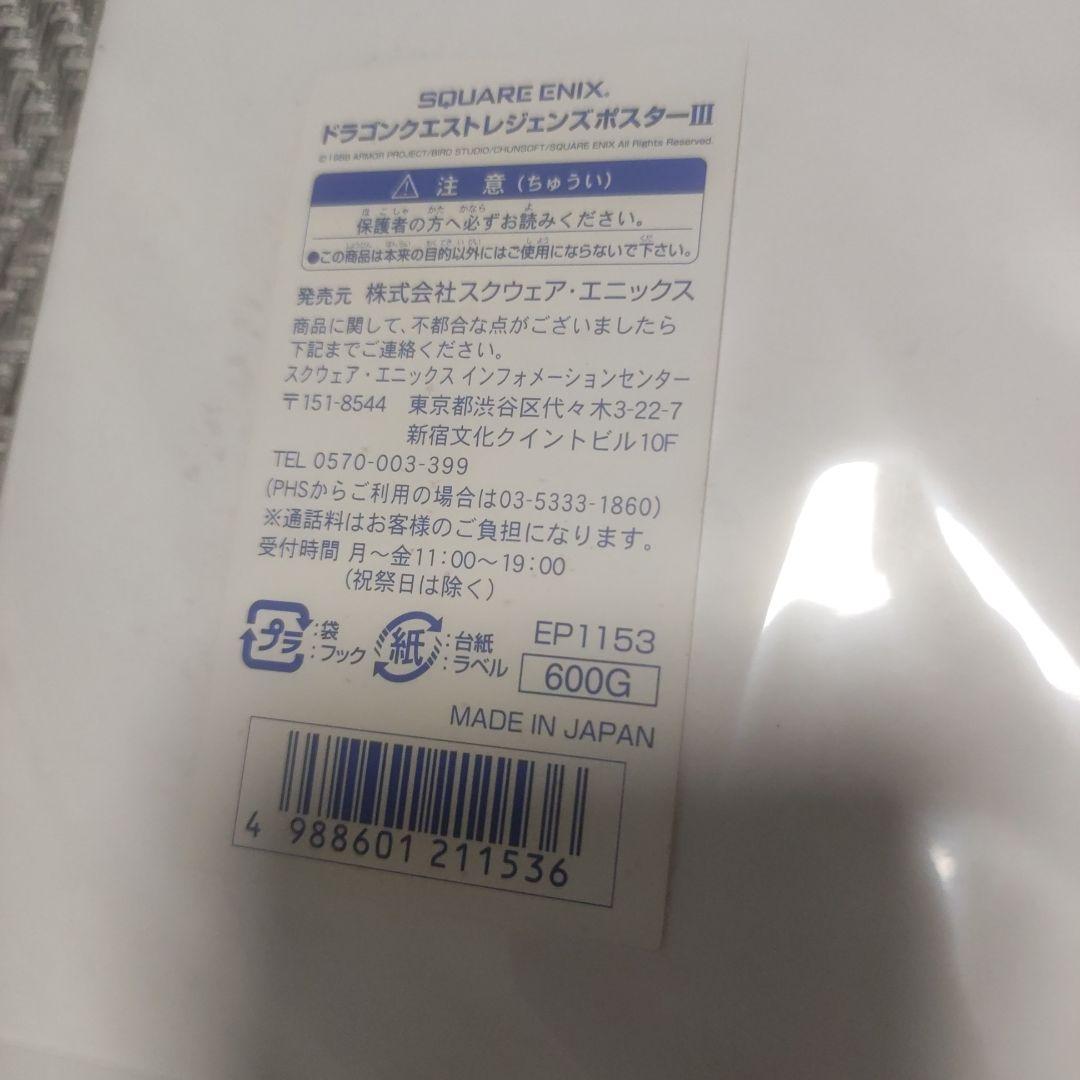 SQUARE ENIX.
ドラゴンクエストレジェンズポスターIII
©1988 ARMOR PROJECT/BIRD STUDIO/CHUNSOFT/SQUARE ENIX All Rights Reserved.
注 意 (ちゅうい)
保護者の方へ必ずお読みください。
●この商品は本来の目的以外にはご使用にならないで下さい。
発売元 株式会社スクウェア・エニックス
商品に関して、不都合な点がございましたら
下記までご連絡ください。
スクウェア・エニックス インフォメーションセンター
〒151-8544 東京都渋谷区代々木3-22-7
新宿文化クイントビル10F
TEL 0570-003-399
(PHSからご利用の場合は03-5333-1860)
※通話料はお客様のご負担になります。
受付時間 月～金11:00～19:00
(祝祭日は除く)
プラ :袋 :フック 紙 :台紙 :ラベル
EP1153
600G
MADE IN JAPAN
4 988601 211536